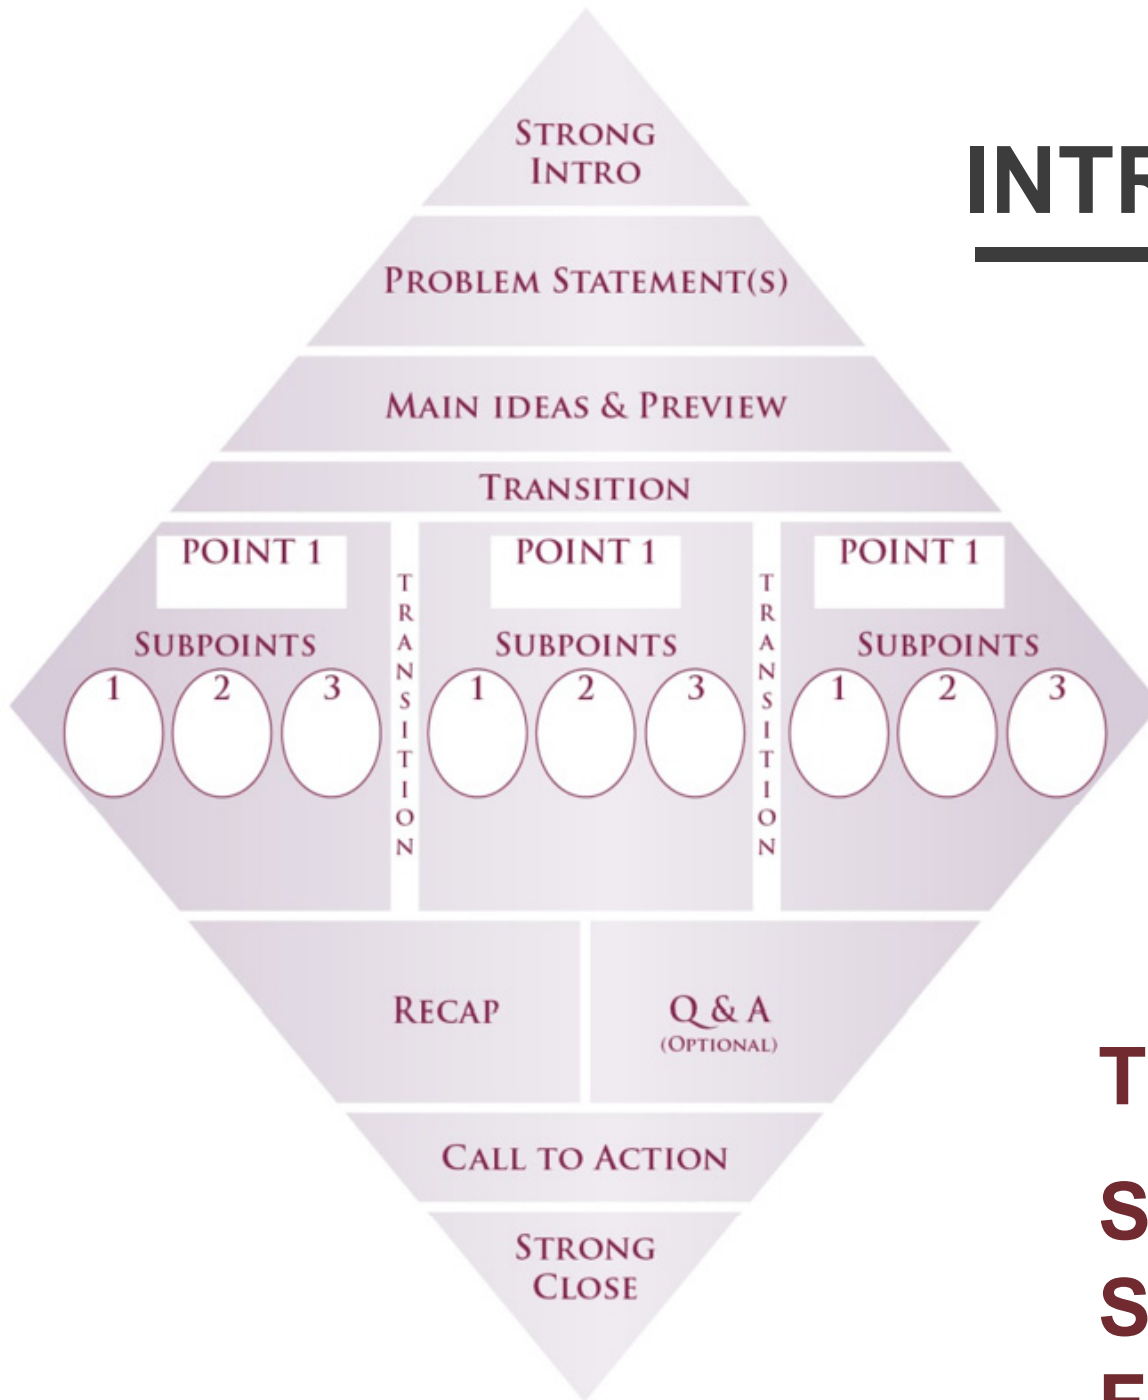 STRONG
INTRO
INTR
PROBLEM STATEMENT(S)
MAIN IDEAS & PREVIEW
TRANSITION
POINT 1
SUBPOINTS
1 2 3
TRANSITION
POINT 1
SUBPOINTS
1 2 3
TRANSITION
POINT 1
SUBPOINTS
1 2 3
RECAP
Q & A
(OPTIONAL)
CALL TO ACTION
STRONG
CLOSE
T
S
S